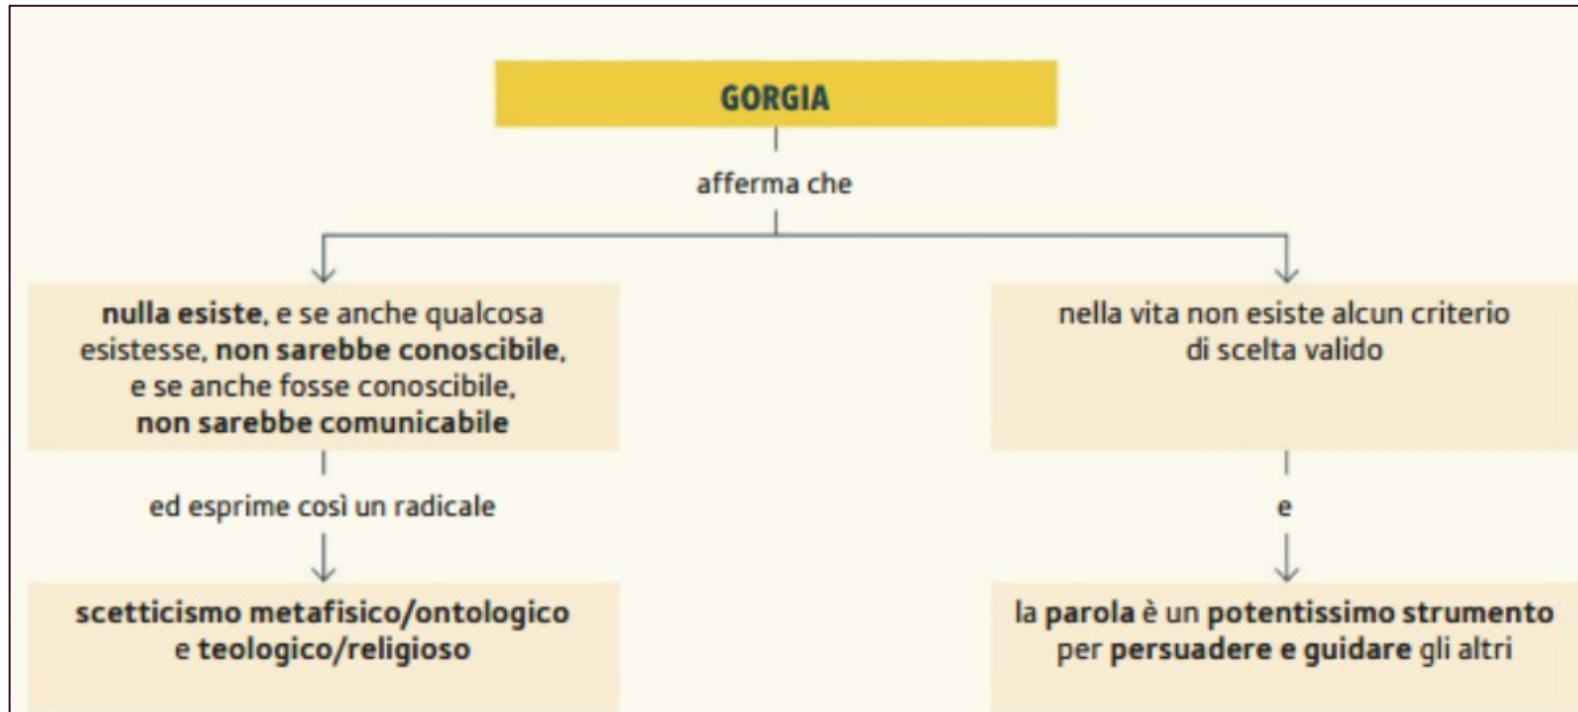 GORGIA
afferma che
nulla esiste, e se anche qualcosa
esistesse, non sarebbe conoscibile,
e se anche fosse conoscibile,
non sarebbe comunicabile
ed esprime così un radicale
scetticismo metafisico/ontologico
e teologico/religioso
nella vita non esiste alcun criterio
di scelta valido
e
la parola è un potentissimo strumento
per persuadere e guidare gli altri